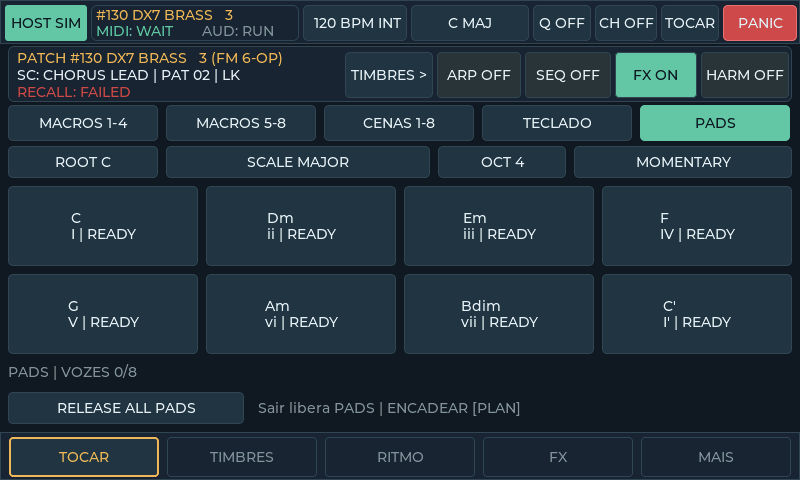 HOST SIM
#130 DX7 BRASS   3
MIDI: WAIT AUD: RUN
120 BPM INT
C MAJ
Q OFF
CH OFF
TOCAR
PANIC
PATCH #130 DX7 BRASS   3 (FM 6-OP)
SC: CHORUS LEAD | PAT 02 | LK
RECALL: FAILED
TIMBRES >
ARP OFF
SEQ OFF
FX ON
HARM OFF
MACROS 1-4
MACROS 5-8
CENAS 1-8
TECLADO
PADS
ROOT C
SCALE MAJOR
OCT 4
MOMENTARY
C
I | READY
Dm
ii | READY
Em
iii | READY
F
IV | READY
G
V | READY
Am
vi | READY
Bdim
vii | READY
C'
I' | READY
PADS | VOZES 0/8
RELEASE ALL PADS
Sair libera PADS | ENCADEAR [PLAN]
TOCAR
TIMBRES
RITMO
FX
MAIS